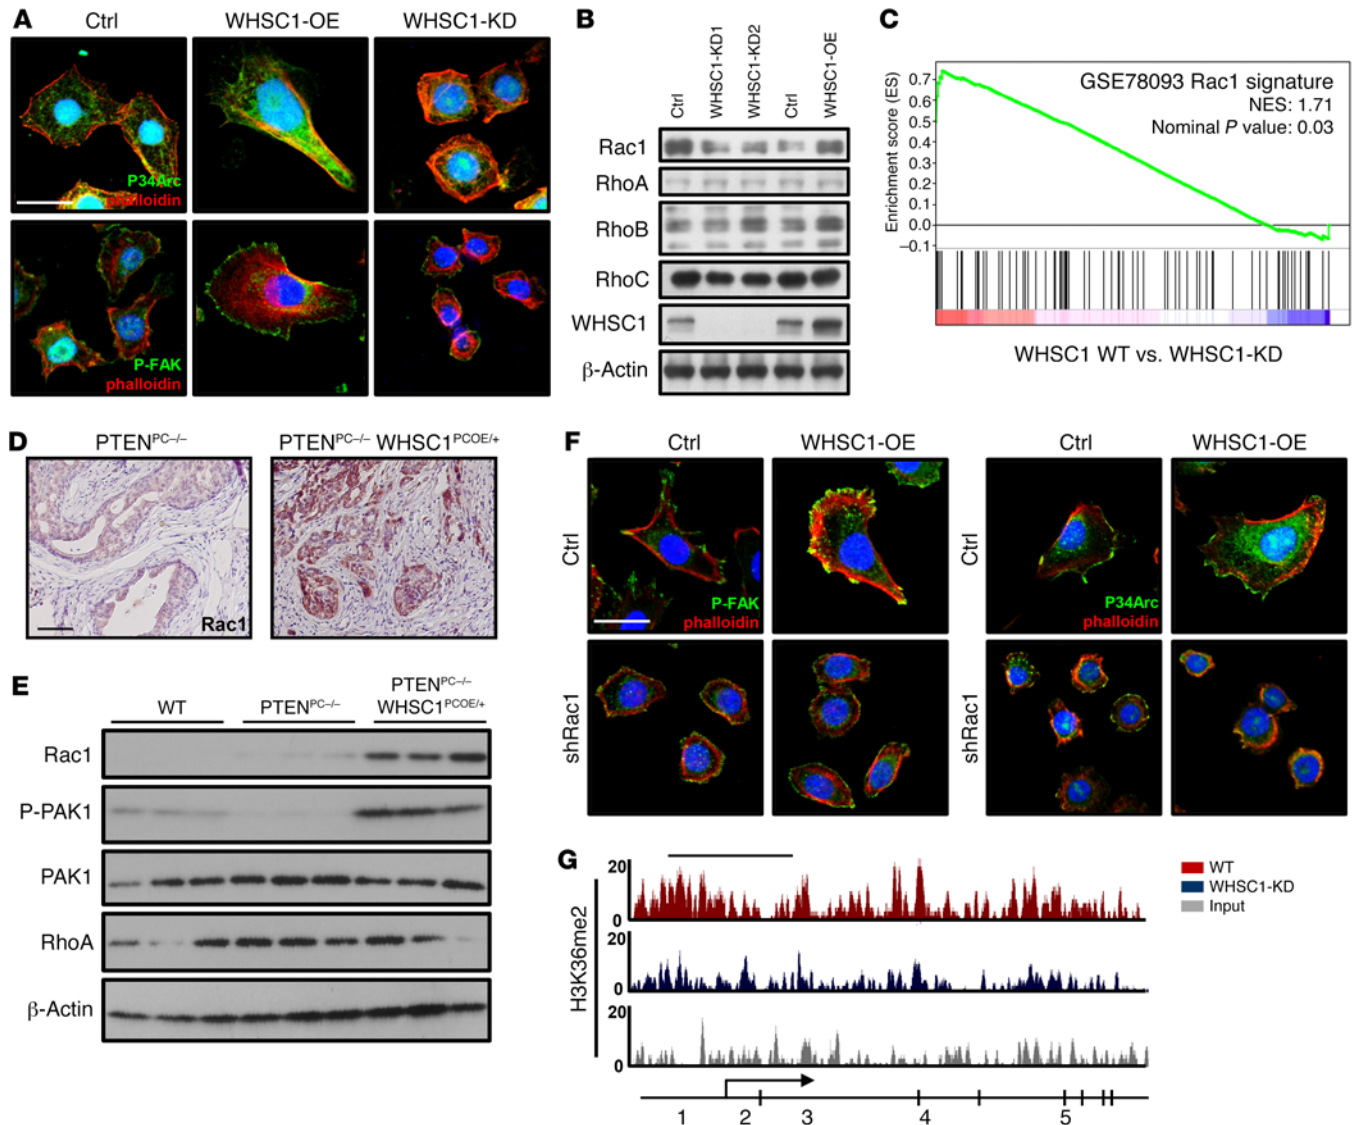 A
Ctrl
WHSC1-OE
WHSC1-KD
P34Arc
phalloidin
P-FAK
phalloidin
B
Ctrl
WHSC1-KD1
WHSC1-KD2
Ctrl
WHSC1-OE
Rac1
RhoA
RhoB
RhoC
WHSC1
β-Actin
C
GSE78093 Rac1 signature
NES: 1.71
Nominal P value: 0.03
Enrichment score (ES)
0.7
0.6
0.5
0.4
0.3
0.2
0.1
0.0
–0.1
WHSC1 WT vs. WHSC1-KD
D
PTENPC–/–
PTENPC–/– WHSC1PCOE/+
Rac1
E
WT
PTENPC–/–
PTENPC–/–
WHSC1PCOE/+
Rac1
P-PAK1
PAK1
RhoA
β-Actin
F
Ctrl
WHSC1-OE
Ctrl
WHSC1-OE
Ctrl
P-FAK
phalloidin
Ctrl
P34Arc
phalloidin
shRac1
shRac1
G
H3K36me2
20
0
20
0
20
0
WT
WHSC1-KD
Input
1 2 3 4 5